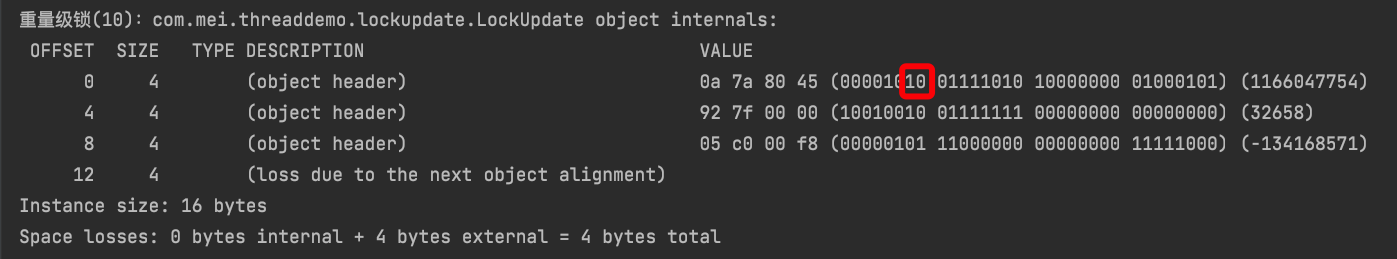 重量级锁(10): com.mei.threaddemo.lockupdate.LockUpdate object internals:
OFFSET  SIZE   TYPE DESCRIPTION                               VALUE
0     4        (object header)                           0a 7a 80 45 (00001010 01111010 10000000 01000101) (1166047754)
4     4        (object header)                           92 7f 00 00 (10010010 01111111 00000000 00000000) (32658)
8     4        (object header)                           05 c0 00 f8 (00000101 11000000 00000000 11111000) (-134168571)
12     4        (loss due to the next object alignment)
Instance size: 16 bytes
Space losses: 0 bytes internal + 4 bytes external = 4 bytes total